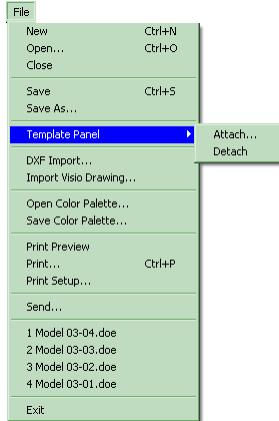 File
New Ctrl+N
Open... Ctrl+O
Close
Save Ctrl+S
Save As...
Template Panel
Attach...
Detach
DXF Import...
Import Visio Drawing...
Open Color Palette...
Save Color Palette...
Print Preview
Print... Ctrl+P
Print Setup...
Send...
1 Model 03-04.doe
2 Model 03-03.doe
3 Model 03-02.doe
4 Model 03-01.doe
Exit